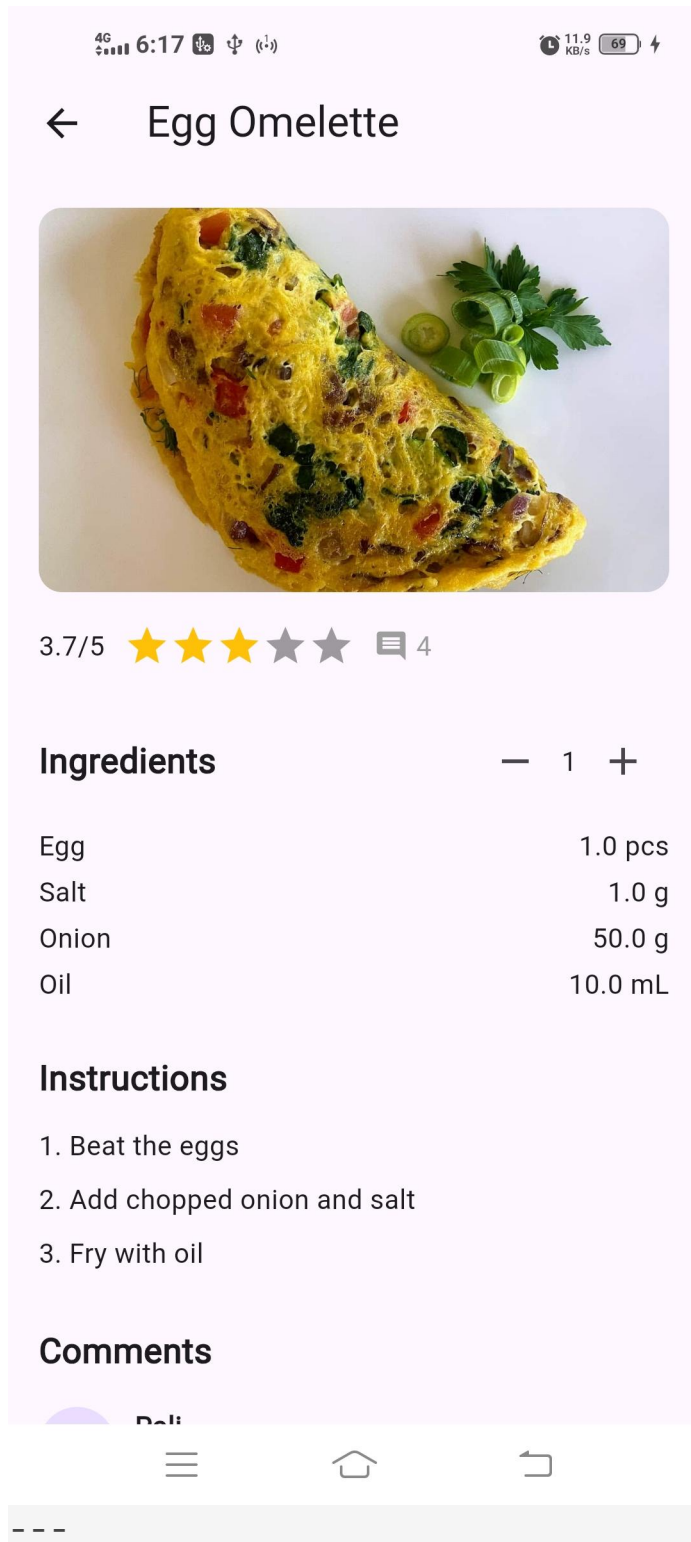 4G 6:17 11.9 KB/s 69
Egg Omelette
3.7/5 4
Ingredients 1
Egg 1.0 pcs
Salt 1.0 g
Onion 50.0 g
Oil 10.0 mL
Instructions
1. Beat the eggs
2. Add chopped onion and salt
3. Fry with oil
Comments
---